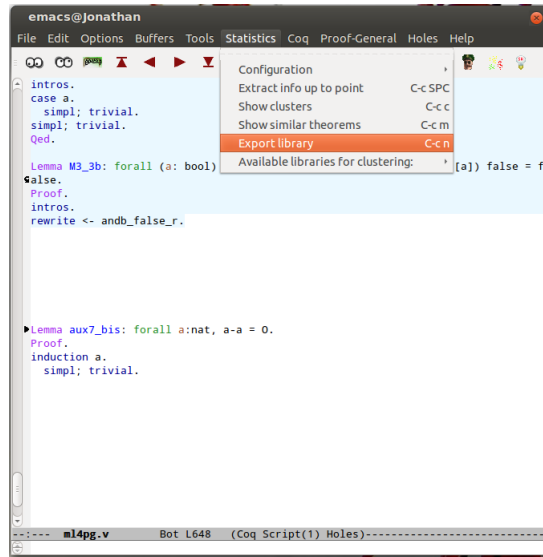 emacs@Jonathan
File Edit Options Buffers Tools Statistics Coq Proof-General Holes Help
Configuration
Extract info up to point C-c SPC
Show clusters C-c c
Show similar theorems C-c m
Export library C-c n
Available libraries for clustering:
intros.
case a.
simpl; trivial.
simpl; trivial.
Qed.
Lemma M3_3b: forall (a: bool) [a]) false = f
alse.
Proof.
intros.
rewrite <- andb_false_r.
Lemma aux7_bis: forall a:nat, a-a = 0.
Proof.
induction a.
simpl; trivial.
--:--- ml4pg.v Bot L648 (Coq Script(1) Holes)--------------------------